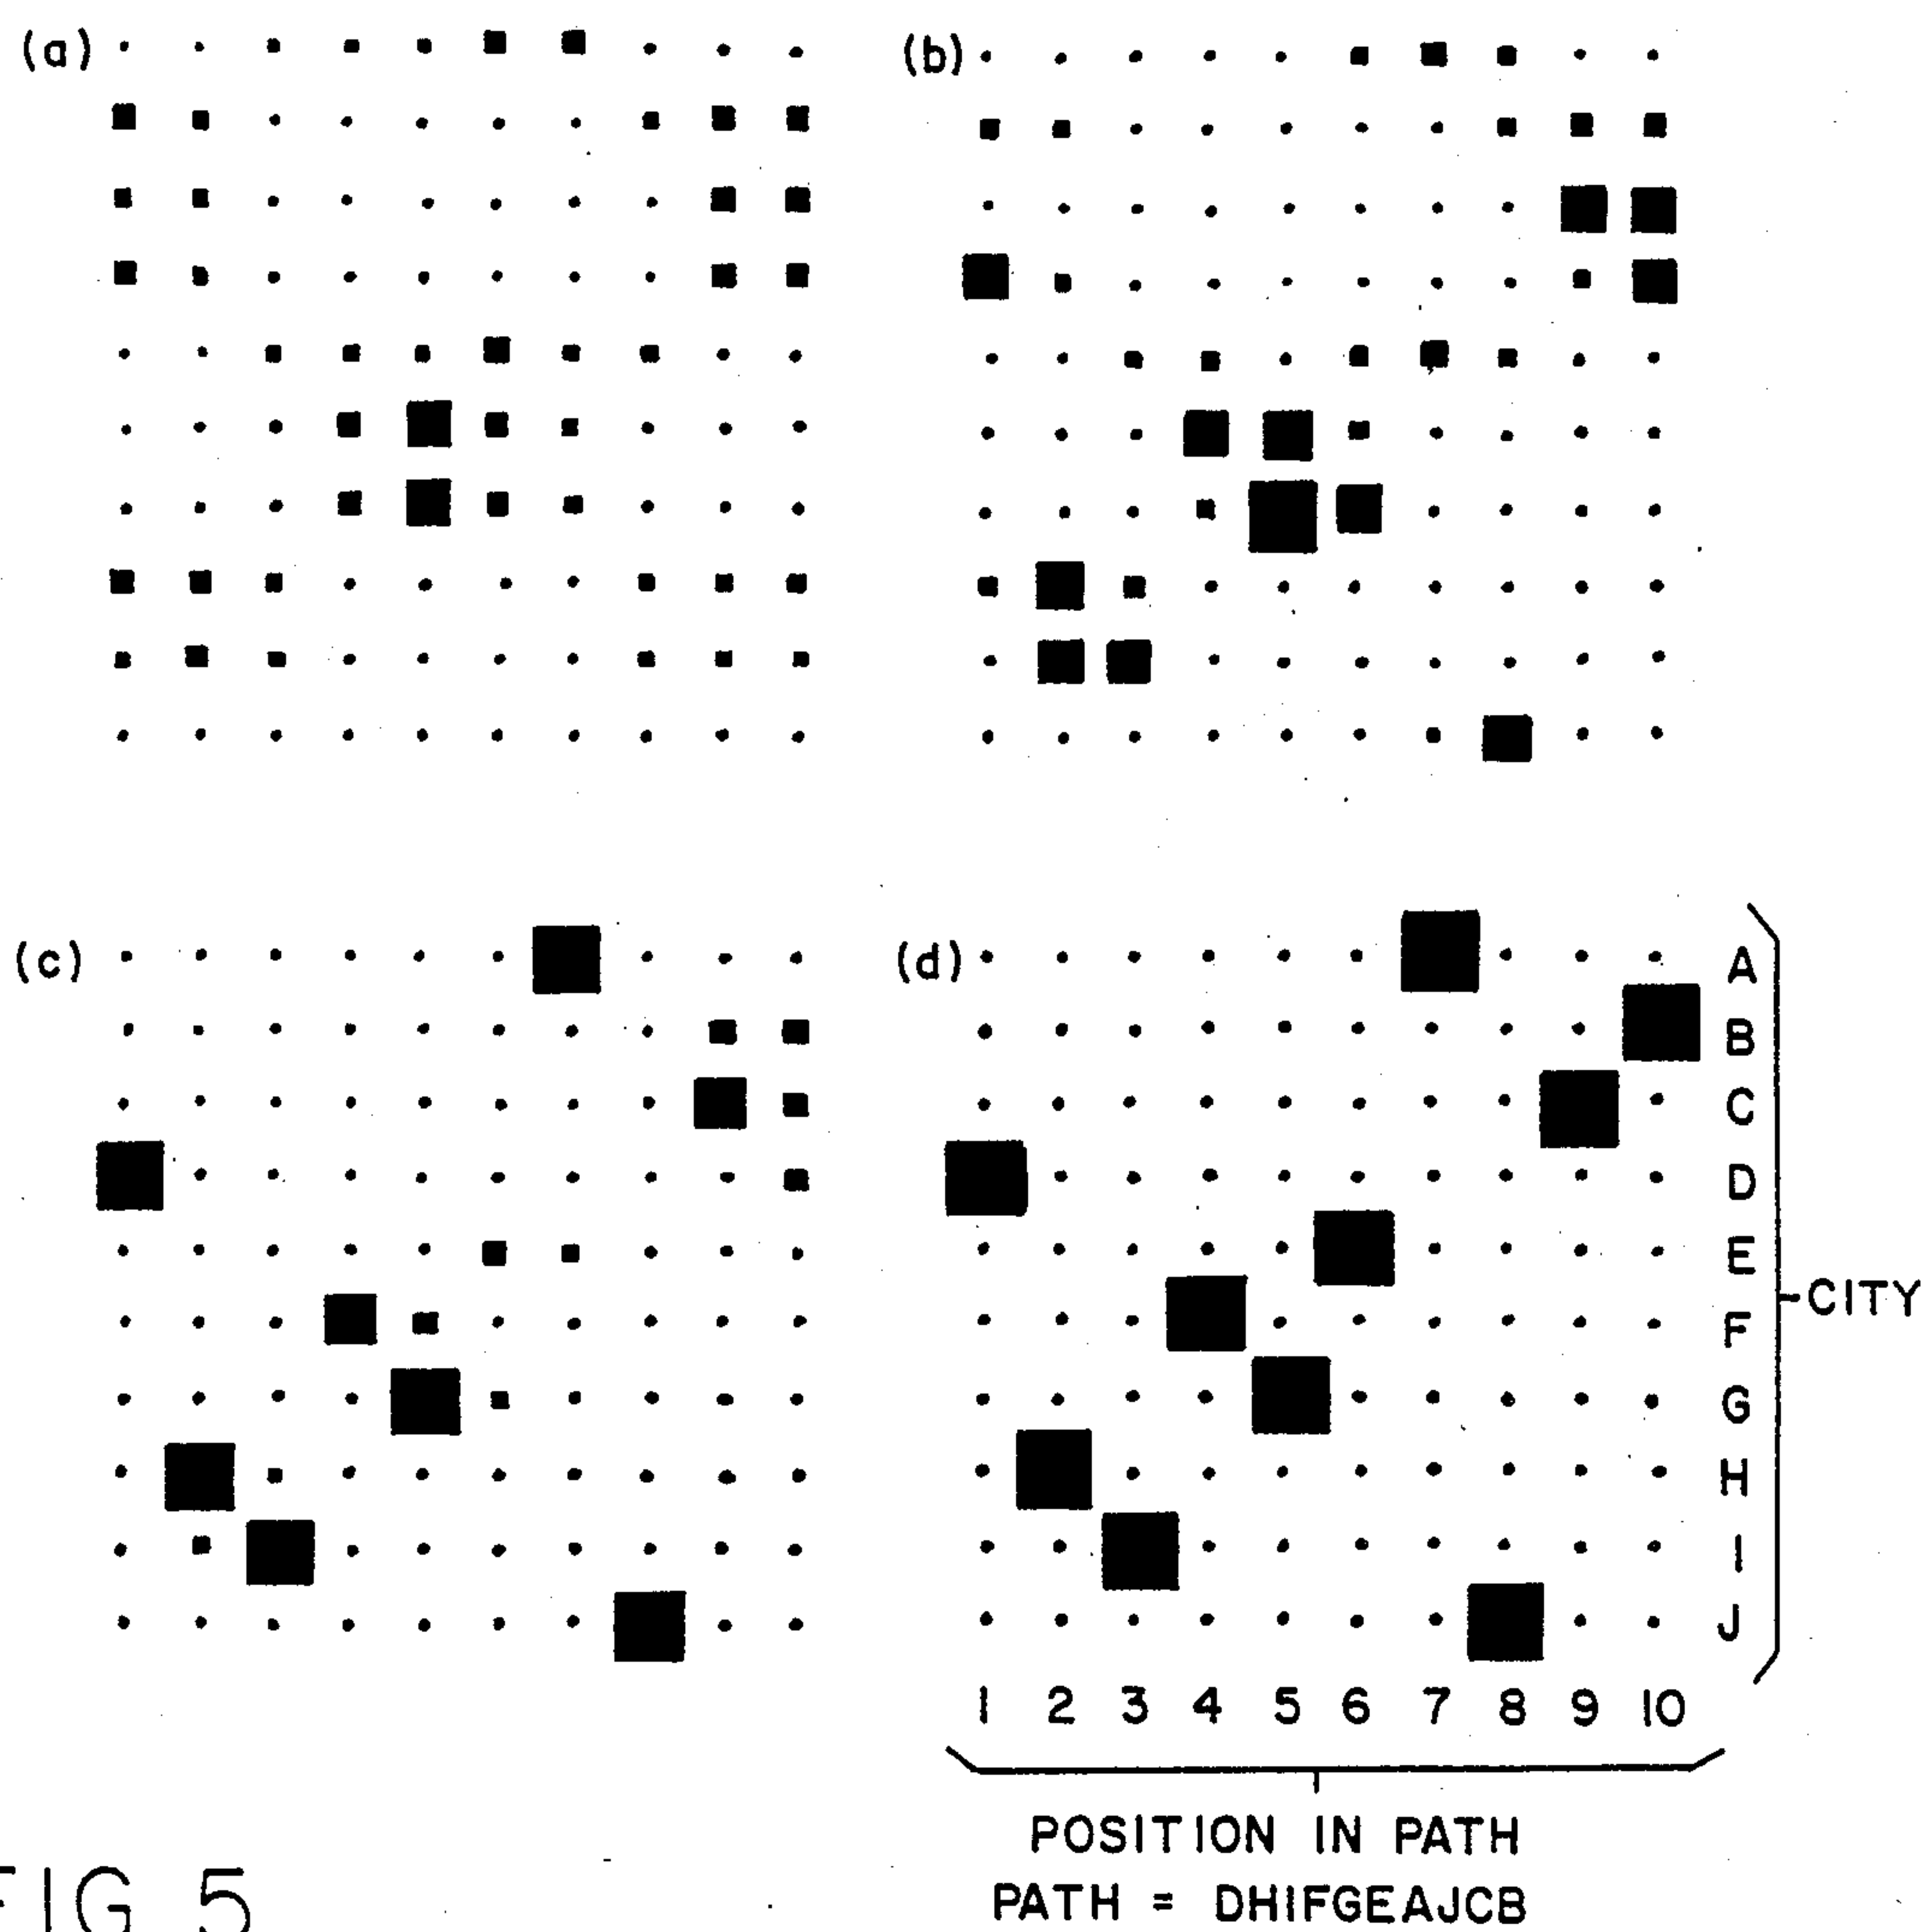 (a)
(b)
(c)
(d)
A
B
C
D
E
F
G
H
I
J
CITY
1 2 3 4 5 6 7 8 9 10
POSITION IN PATH
PATH = DHIFGEAJCB
FIG 5